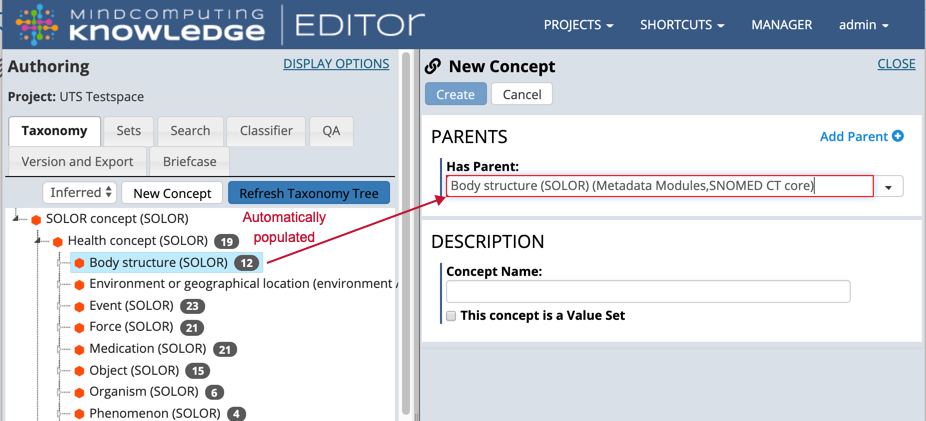 MINDCOMPUTING
KNOWLEDGE EDITOR
PROJECTS
SHORTCUTS
MANAGER
admin
Authoring
DISPLAY OPTIONS
Project: UTS Testspace
Taxonomy
Sets
Search
Classifier
QA
Version and Export
Briefcase
Inferred
New Concept
Refresh Taxonomy Tree
SOLOR concept (SOLOR)
Automatically
populated
Health concept (SOLOR) 19
Body structure (SOLOR) 12
Environment or geographical location (environment /
Event (SOLOR) 23
Force (SOLOR) 21
Medication (SOLOR) 21
Object (SOLOR) 15
Organism (SOLOR) 6
Phenomenon (SOLOR) 4
New Concept
CLOSE
Create
Cancel
PARENTS
Add Parent
Has Parent:
Body structure (SOLOR) (Metadata Modules,SNOMED CT core)
DESCRIPTION
Concept Name:
This concept is a Value Set